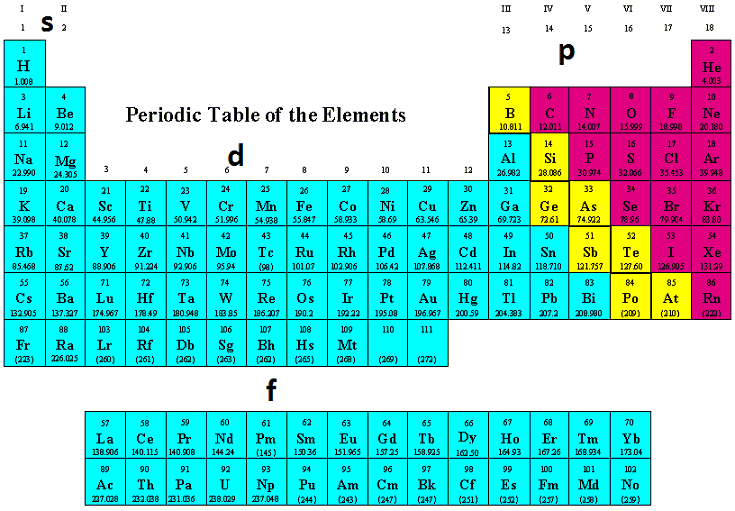 I II III IV V VI VII VIII
s
1 2 13 14 15 16 17 18
p
1 2
H He
1.008 4.003
3 4 5 6 7 8 9 10
Li Be B C N O F Ne
6.941 9.012 10.811 12.011 14.007 15.999 18.998 20.180
Periodic Table of the Elements
11 12 13 14 15 16 17 18
Na Mg Al Si P S Cl Ar
22.990 24.305 26.982 28.086 30.974 32.066 35.453 39.948
d
3 4 5 6 7 8 9 10 11 12
19 20 21 22 23 24 25 26 27 28 29 30 31 32 33 34 35 36
K Ca Sc Ti V Cr Mn Fe Co Ni Cu Zn Ga Ge As Se Br Kr
39.098 40.078 44.956 47.88 50.942 51.996 54.938 55.847 58.933 58.69 63.546 65.39 69.723 72.61 74.922 78.96 79.904 83.80
37 38 39 40 41 42 43 44 45 46 47 48 49 50 51 52 53 54
Rb Sr Y Zr Nb Mo Tc Ru Rh Pd Ag Cd In Sn Sb Te I Xe
85.468 87.62 88.906 91.224 92.906 95.94 (98) 101.07 102.906 106.42 107.868 112.411 114.82 118.710 121.757 127.60 126.905 131.29
55 56 71 72 73 74 75 76 77 78 79 80 81 82 83 84 85 86
Cs Ba Lu Hf Ta W Re Os Ir Pt Au Hg Tl Pb Bi Po At Rn
132.905 137.327 174.967 178.49 180.948 183.85 186.207 190.2 192.22 195.08 196.967 200.59 204.383 207.2 208.980 (209) (210) (222)
87 88 103 104 105 106 107 108 109 110 111
Fr Ra Lr Rf Db Sg Bh Hs Mt
(223) 226.025 (260) (261) (262) (263) (262) (265) (268) (269) (272)
f
57 58 59 60 61 62 63 64 65 66 67 68 69 70
La Ce Pr Nd Pm Sm Eu Gd Tb Dy Ho Er Tm Yb
138.906 140.115 140.908 144.24 (145) 150.36 151.965 157.25 158.925 162.50 164.93 167.26 168.934 173.04
89 90 91 92 93 94 95 96 97 98 99 100 101 102
Ac Th Pa U Np Pu Am Cm Bk Cf Es Fm Md No
227.028 232.038 231.036 238.029 237.048 (244) (243) (247) (247) (251) (252) (257) (258) (259)